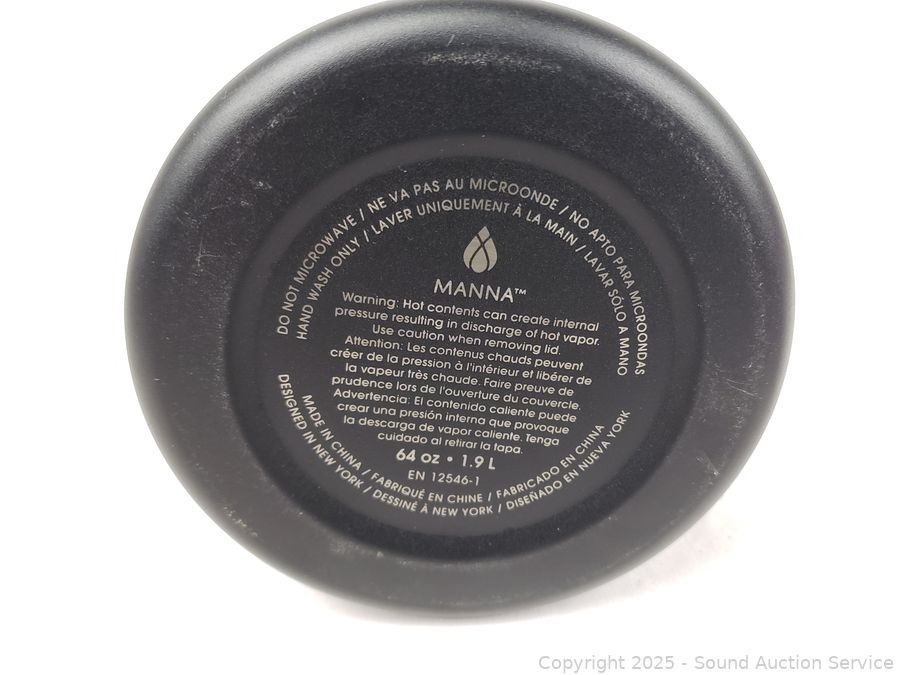 DO NOT MICROWAVE / NE VA PAS AU MICROONDE / NO APTO PARA MICROONDAS
HAND WASH ONLY / LAVER UNIQUEMENT À LA MAIN / LAVAR SÓLO A MANO
MANNA™
Warning: Hot contents can create internal
pressure resulting in discharge of hot vapor.
Use caution when removing lid.
Attention: Les contenus chauds peuvent
créer de la pression à l'intérieur et libérer de
la vapeur très chaude. Faire preuve de
prudence lors de l'ouverture du couvercle.
Advertencia: El contenido caliente puede
crear una presión interna que provoque
la descarga de vapor caliente. Tenga
cuidado al retirar la tapa.
64 oz • 1.9 L
EN 12546-1
MADE IN CHINA / FABRIQUÉ EN CHINE / FABRICADO EN CHINA
DESIGNED IN NEW YORK / DESSINÉ À NEW YORK / DISEÑADO EN NUEVA YORK
Copyright 2025 - Sound Auction Service